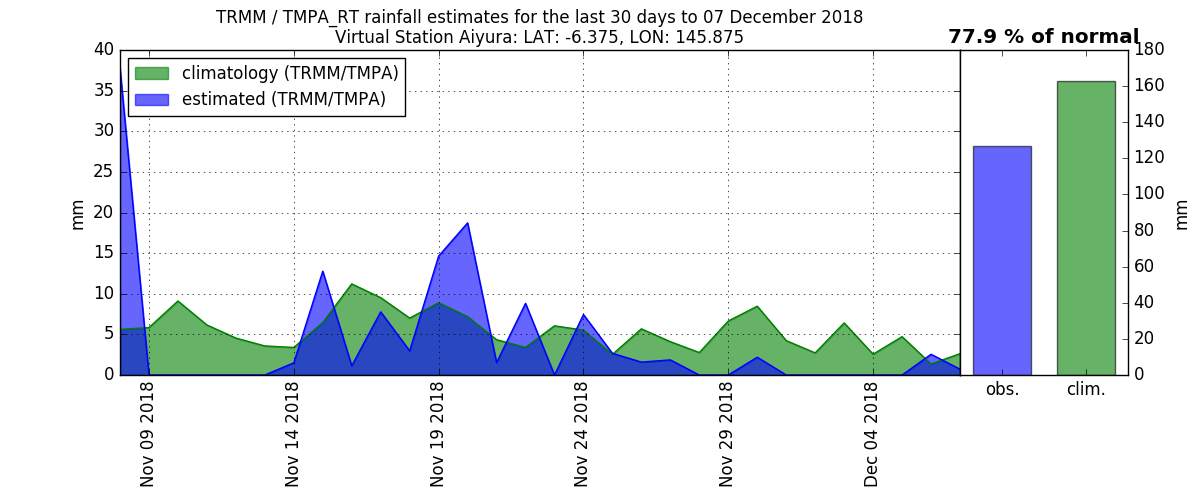 TRMM / TMPA_RT rainfall estimates for the last 30 days to 07 December 2018
Virtual Station Aiyura: LAT: -6.375, LON: 145.875
77.9 % of normal
climatology (TRMM/TMPA)
estimated (TRMM/TMPA)
mm
40
35
30
25
20
15
10
5
0
Nov 09 2018
Nov 14 2018
Nov 19 2018
Nov 24 2018
Nov 29 2018
Dec 04 2018
obs.
clim.
180
160
140
120
100
80
60
40
20
0
mm